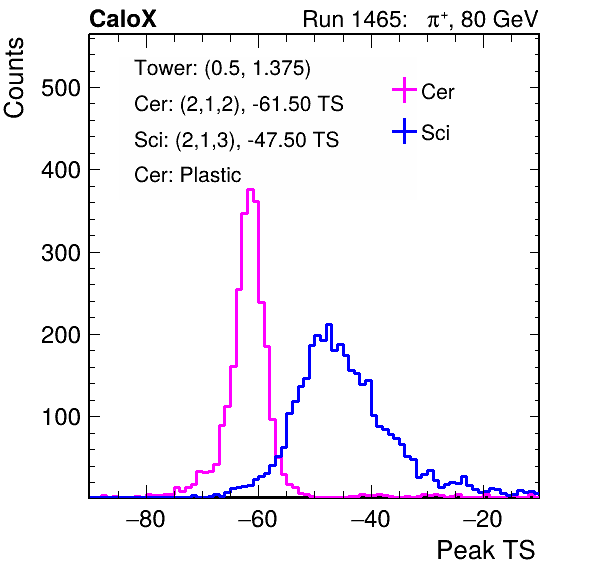 CaloX Run 1465: π⁺, 80 GeV
Tower: (0.5, 1.375)
Cer: (2,1,2), -61.50 TS
Sci: (2,1,3), -47.50 TS
Cer: Plastic
Cer
Sci
Counts
500
400
300
200
100
−80 −60 −40 −20
Peak TS